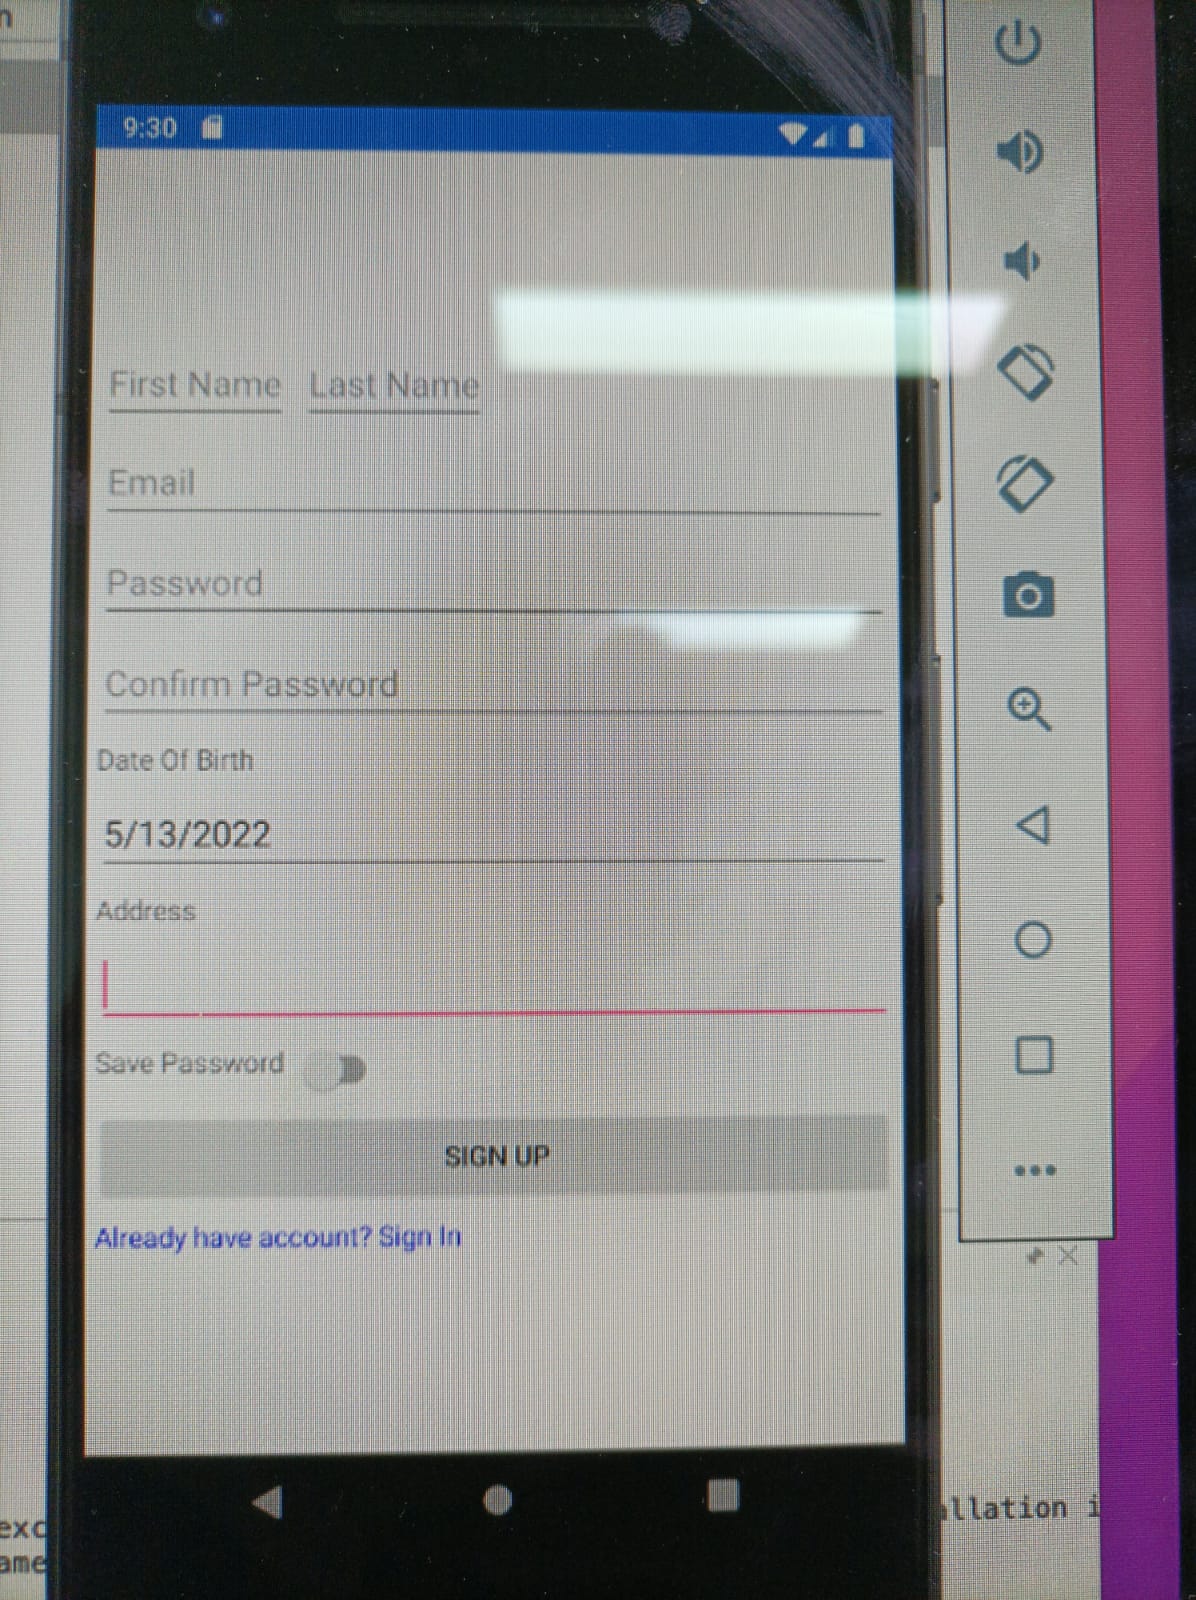 n
9:30
First Name Last Name
Email
Password
Confirm Password
Date Of Birth
5/13/2022
Address
Save Password
SIGN UP
Already have account? Sign In
exc
ame
llation i